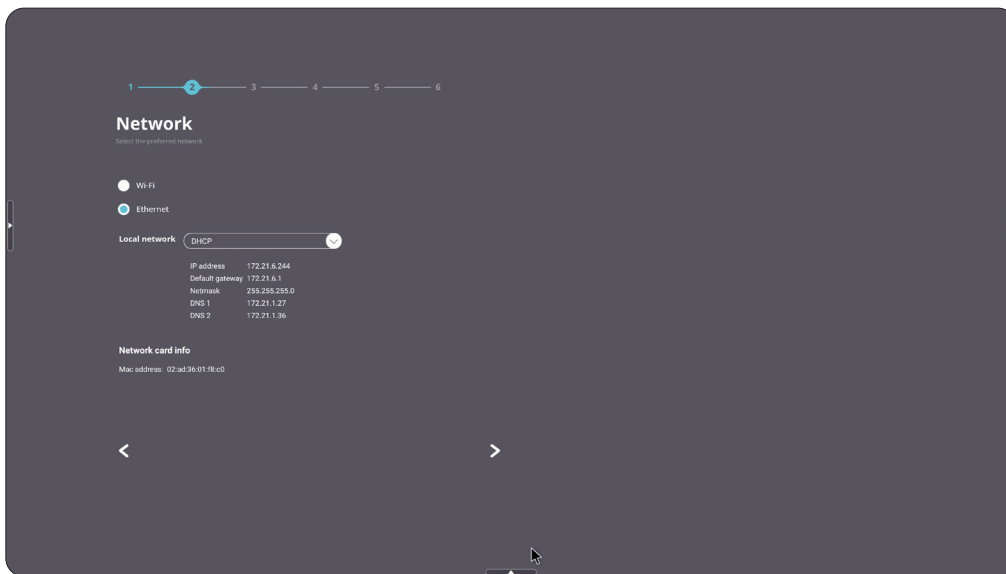 1 2 3 4 5 6
Network
Select the preferred network
Wi-Fi
Ethernet
Local network DHCP
IP address 172.21.6.244
Default gateway 172.21.6.1
Netmask 255.255.255.0
DNS 1 172.21.1.27
DNS 2 172.21.1.36
Network card info
Mac address: 02:ad:36:01:f8:c0